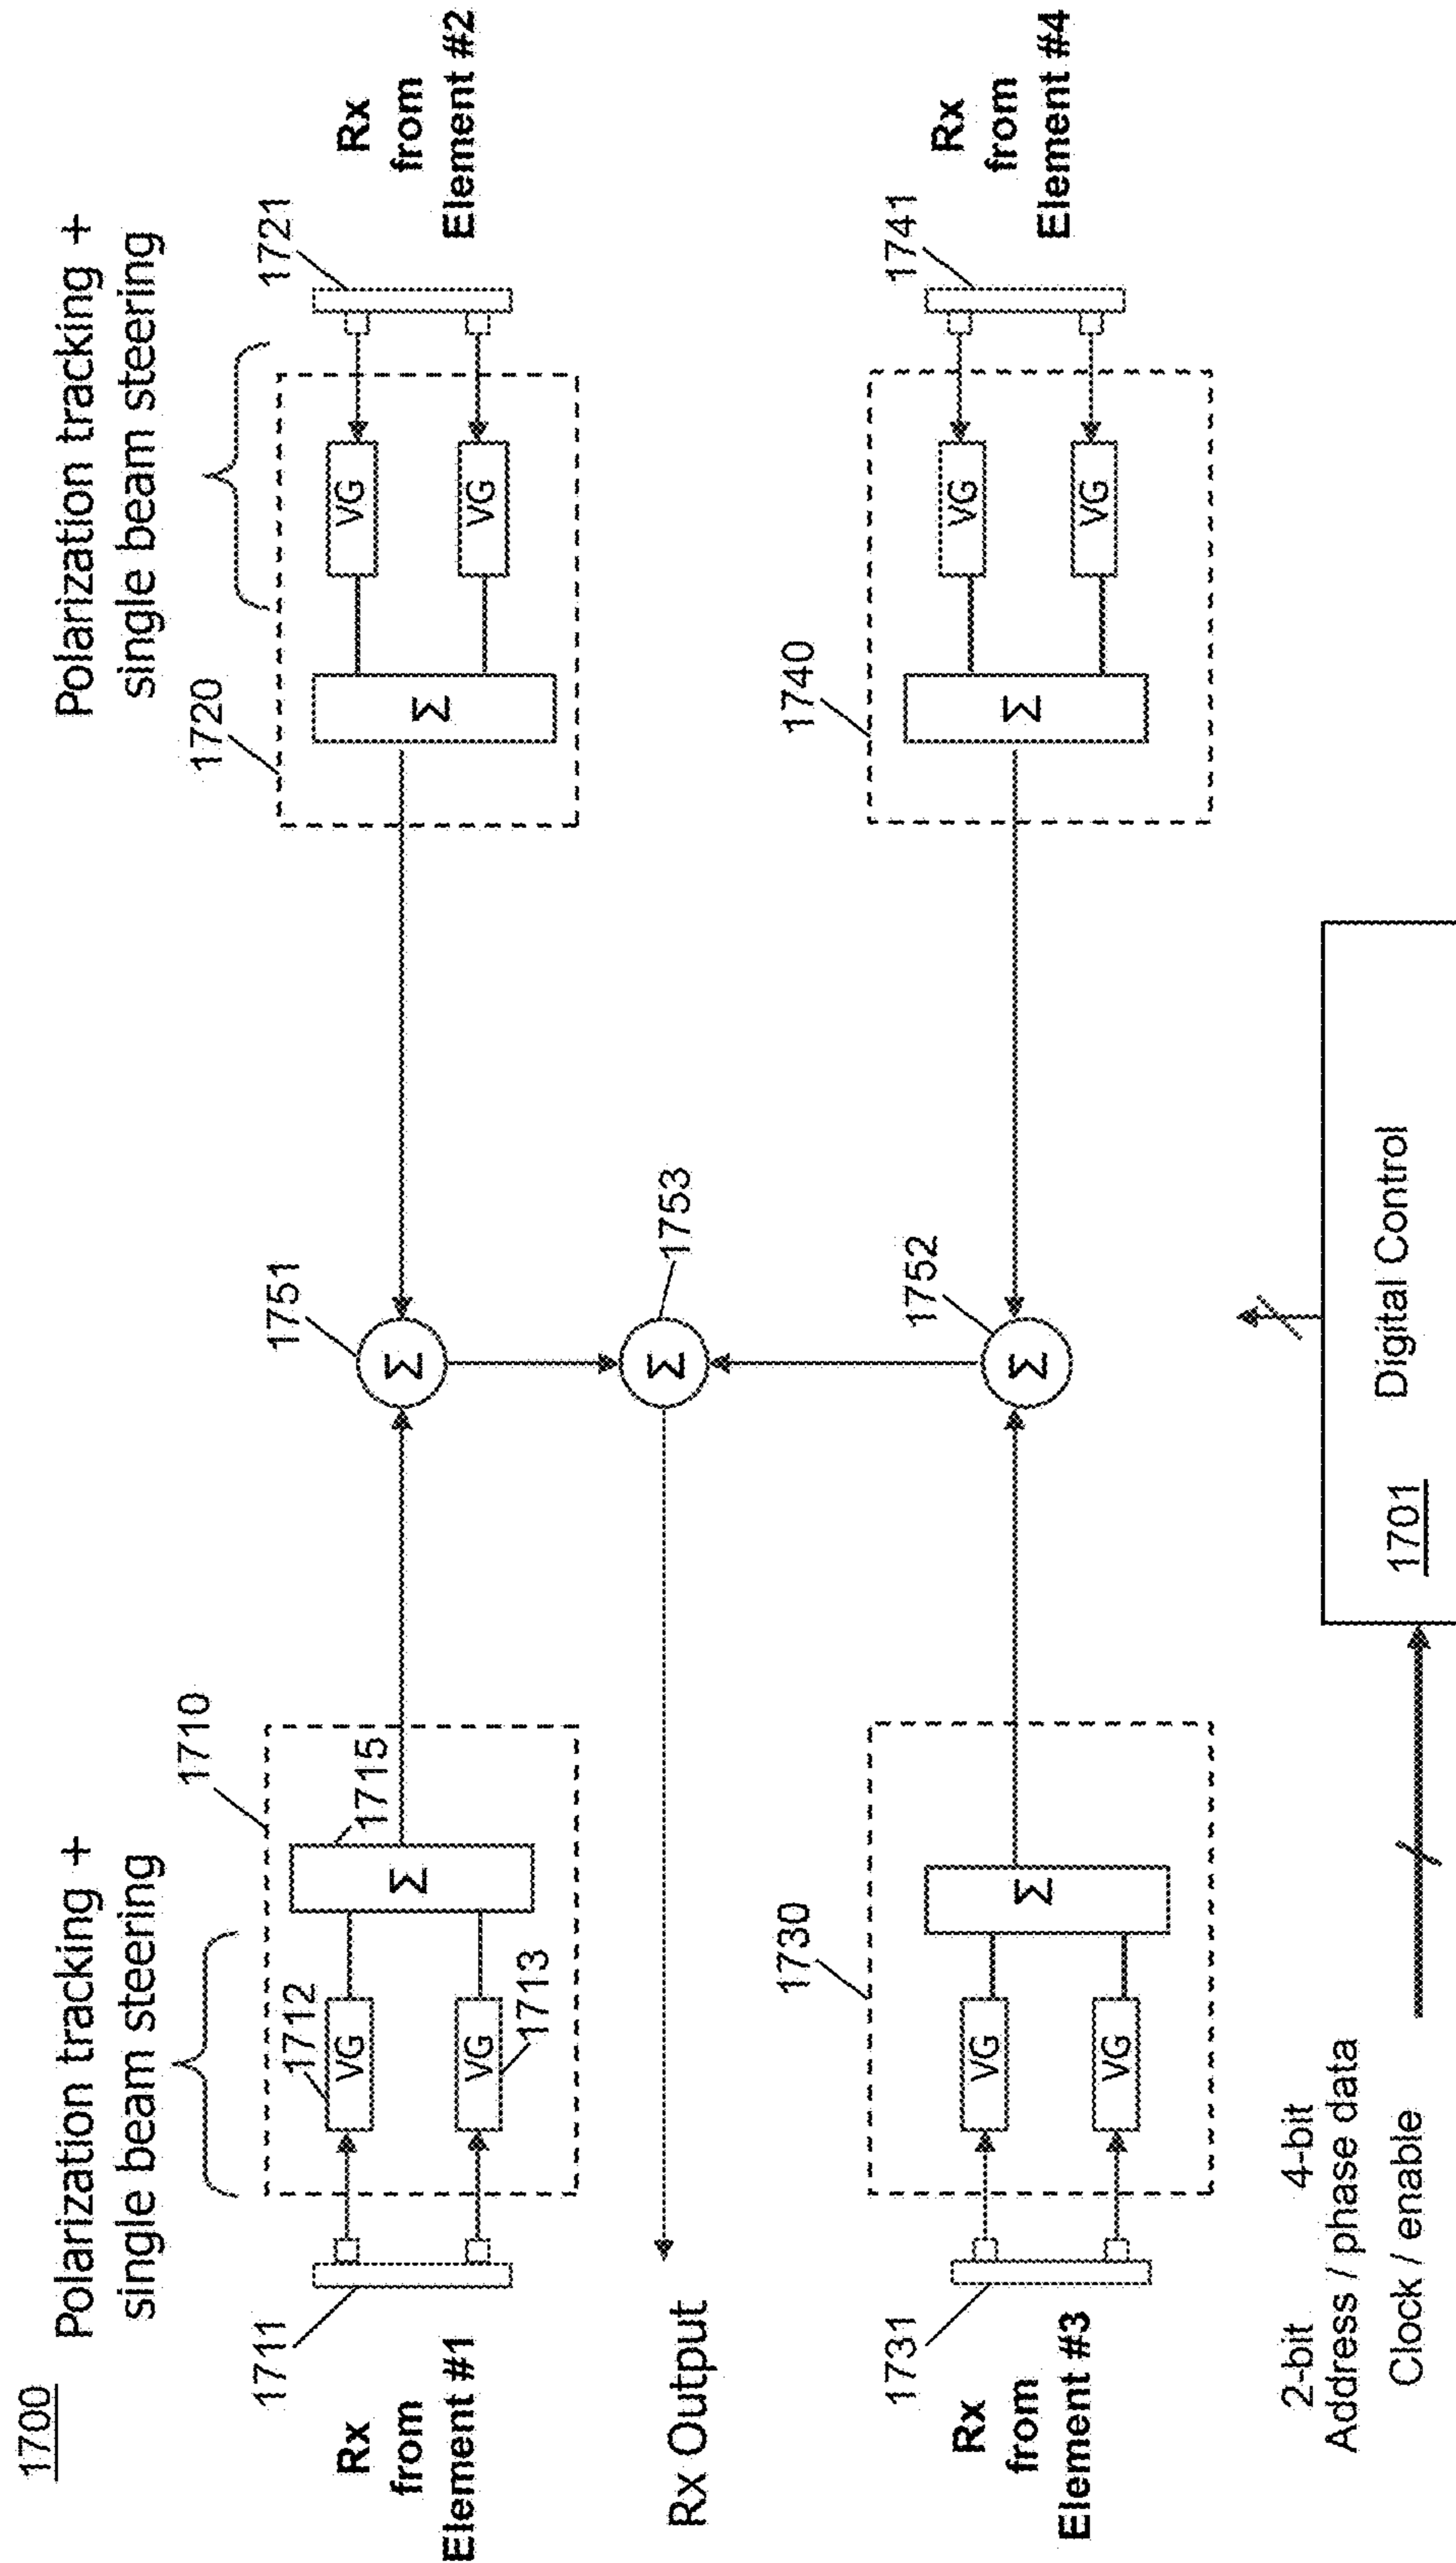 1700
Polarization tracking +
single beam steering
Polarization tracking +
single beam steering
1710
1720
1711
1712
1713
1715
1751
1721
VG
VG
Σ
Σ
Σ
VG
VG
Rx
from
Element #1
Rx
from
Element #2
Rx Output
Σ
1753
1730
1740
1731
1752
1741
VG
VG
Σ
Σ
Σ
VG
VG
Rx
from
Element #3
Rx
from
Element #4
2-bit 4-bit
Address / phase data
Clock / enable
Digital Control
1701